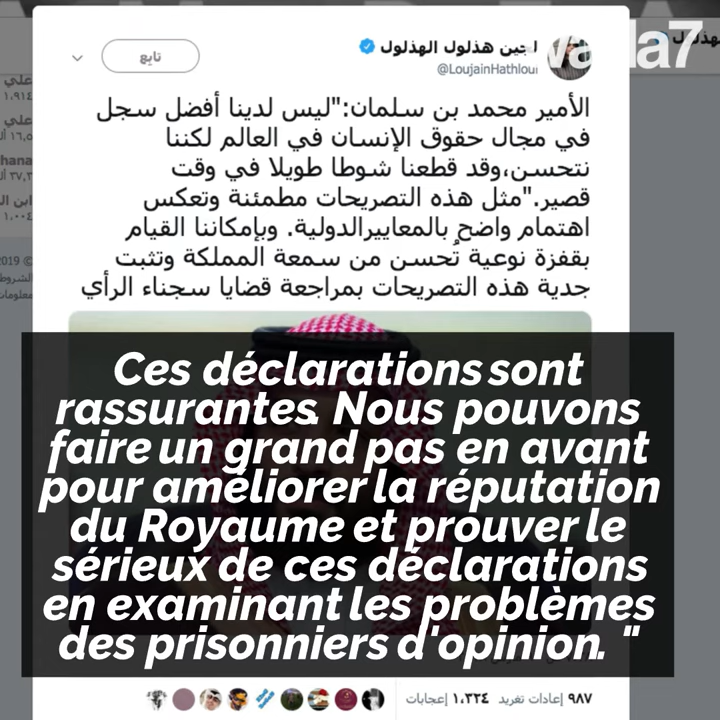 لجين هذلول الهذلول
@LoujainHathloul
تابع
الأمير محمد بن سلمان:"ليس لدينا أفضل سجل
في مجال حقوق الإنسان في العالم لكننا
نتحسن،وقد قطعنا شوطا طويلا في وقت
قصير."مثل هذه التصريحات مطمئنة وتعكس
اهتمام واضح بالمعاييرالدولية. وبإمكاننا القيام
بقفزة نوعية تُحسن من سمعة المملكة وتثبت
جدية هذه التصريحات بمراجعة قضايا سجناء الرأي
Ces déclarations sont
rassurantes. Nous pouvons
faire un grand pas en avant
pour améliorer la réputation
du Royaume et prouver le
sérieux de ces déclarations
en examinant les problèmes
des prisonniers d'opinion. "
٩٨٧ إعادات تغريد ١،٣٣٤ إعجابات